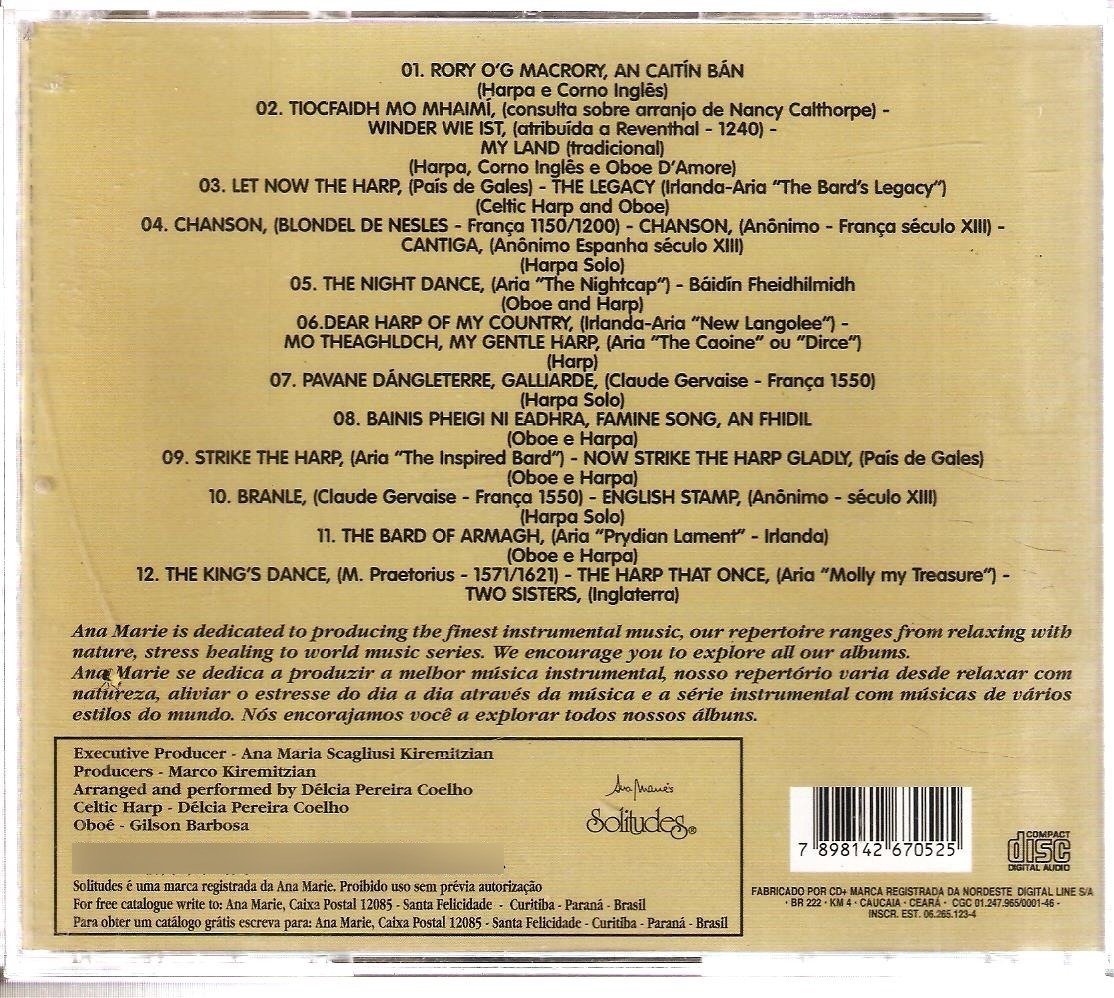 01. RORY O'G MACRORY, AN CAITÍN BÁN
(Harpa e Corno Inglês)
02. TIOCFAIDH MO MHAIMÍ, (consulta sobre arranjo de Nancy Calthorpe) -
WINDER WIE IST, (atribuída a Reventhal - 1240) -
MY LAND (tradicional)
(Harpa, Corno Inglês e Oboe D'Amore)
03. LET NOW THE HARP, (País de Gales) - THE LEGACY (Irlanda-Aria "The Bard's Legacy")
(Celtic Harp and Oboe)
04. CHANSON, (BLONDEL DE NESLES - França 1150/1200) - CHANSON, (Anônimo - França século XIII) -
CANTIGA, (Anônimo Espanha século XIII)
(Harpa Solo)
05. THE NIGHT DANCE, (Aria "The Nightcap") - Báidín Fheidhilmidh
(Oboe and Harp)
06.DEAR HARP OF MY COUNTRY, (Irlanda-Aria "New Langolee") -
MO THEAGHLDCH, MY GENTLE HARP, (Aria "The Caoine" ou "Dirce")
(Harp)
07. PAVANE DÁNGLETERRE, GALLIARDE, (Claude Gervaise - França 1550)
(Harpa Solo)
08. BAINIS PHEIGI NI EADHRA, FAMINE SONG, AN FHIDIL
(Oboe e Harpa)
09. STRIKE THE HARP, (Aria "The Inspired Bard") - NOW STRIKE THE HARP GLADLY, (País de Gales)
(Oboe e Harpa)
10. BRANLE, (Claude Gervaise - França 1550) - ENGLISH STAMP, (Anônimo - século XIII)
(Harpa Solo)
11. THE BARD OF ARMAGH, (Aria "Prydian Lament" - Irlanda)
(Oboe e Harpa)
12. THE KING'S DANCE, (M. Praetorius - 1571/1621) - THE HARP THAT ONCE, (Aria "Molly my Treasure") -
TWO SISTERS, (Inglaterra)
Ana Marie is dedicated to producing the finest instrumental music, our repertoire ranges from relaxing with
nature, stress healing to world music series. We encourage you to explore all our albums.
Ana Marie se dedica a produzir a melhor música instrumental, nosso repertório varia desde relaxar com
natureza, aliviar o estresse do dia a dia através da música e a série instrumental com músicas de vários
estilos do mundo. Nós encorajamos você a explorar todos nossos álbuns.
Executive Producer - Ana Maria Scagliusi Kiremitzian
Producers - Marco Kiremitzian
Arranged and performed by Délcia Pereira Coelho
Celtic Harp - Délcia Pereira Coelho
Oboé - Gilson Barbosa
Solitudes é uma marca registrada da Ana Marie. Proibido uso sem prévia autorização
For free catalogue write to: Ana Marie, Caixa Postal 12085 - Santa Felicidade - Curitiba - Paraná - Brasil
Para obter um catálogo grátis escreva para: Ana Marie, Caixa Postal 12085 - Santa Felicidade - Curitiba - Paraná - Brasil
Ana Marie's
Solitudes®
7 898142 670525
COMPACT
disc
DIGITAL AUDIO
FABRICADO POR CD+ MARCA REGISTRADA DA NORDESTE DIGITAL LINE S/A
· BR 222 · KM 4 · CAUCAIA · CEARÁ · CGC 01.247.965/0001-46 -
INSCR. EST. 06.265.123-4